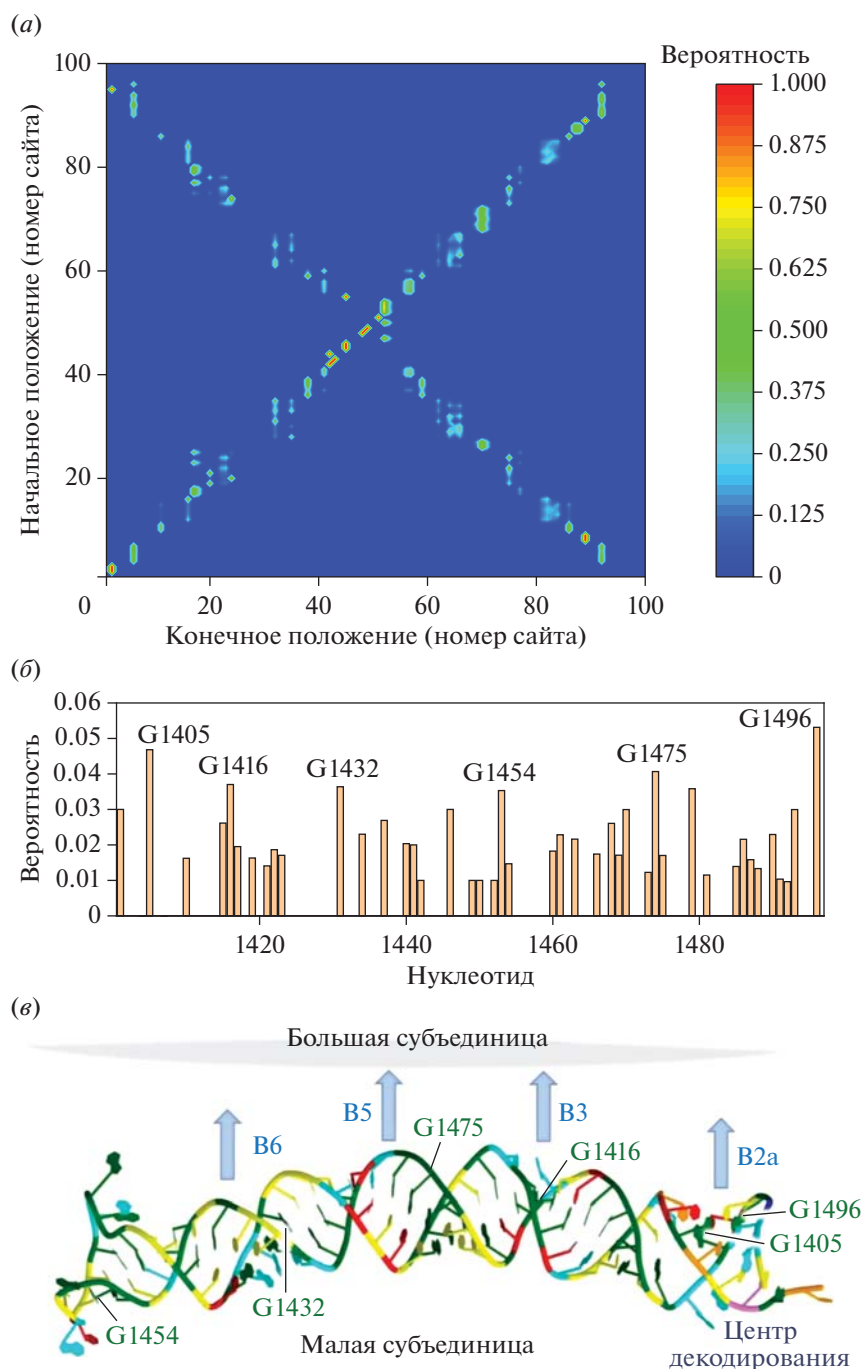 (а)
Вероятность
100
80
60
40
20
0
20
40
60
80
100
Начальное положение (номер сайта)
Конечное положение (номер сайта)
1.000
0.875
0.750
0.625
0.500
0.375
0.250
0.125
0
(б)
0.06
0.05
0.04
0.03
0.02
0.01
0
Вероятность
G1405
G1416
G1432
G1454
G1475
G1496
1420
1440
1460
1480
Нуклеотид
(в)
Большая субъединица
B6
B5
B3
B2a
G1475
G1416
G1496
G1405
G1432
G1454
Малая субъединица
Центр
декодирования